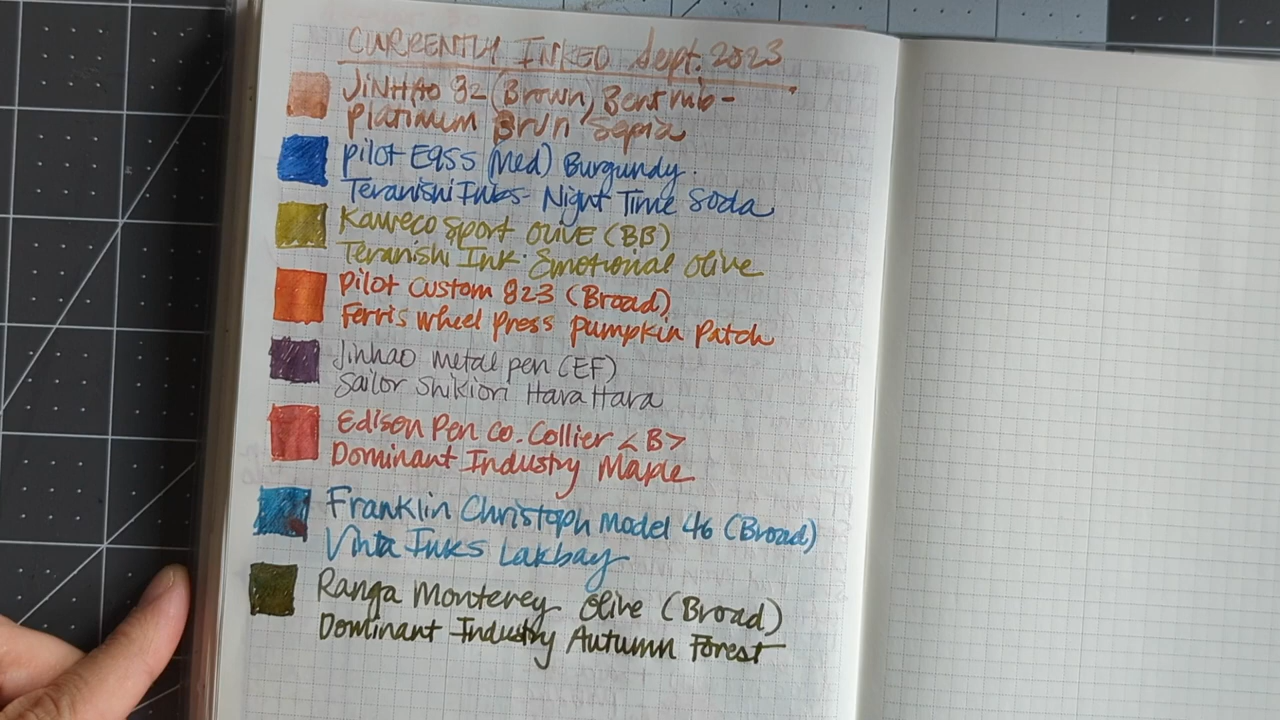 CURRENTLY INKED Sept. 2023
JiNHAO 82 (Brown) Bent nib -
platinum Brun Sepia
pilot E95S (Med) Burgundy.
Teranishi Inks - Night Time Soda
Kaweco Sport OLIVE (BB)
Teranishi Ink · Emotional Olive
Pilot Custom 823 (Broad)
Ferris wheel press pumpkin Patch
Jinhao metal pen (EF)
Sailor Shikiori Hara Hara
Edison Pen Co. Collier <B>
Dominant Industry Maple
Franklin Christoph Model 46 (Broad)
Vinta Inks Lakbay
Ranga Monterey Olive (Broad)
Dominant Industry Autumn Forest